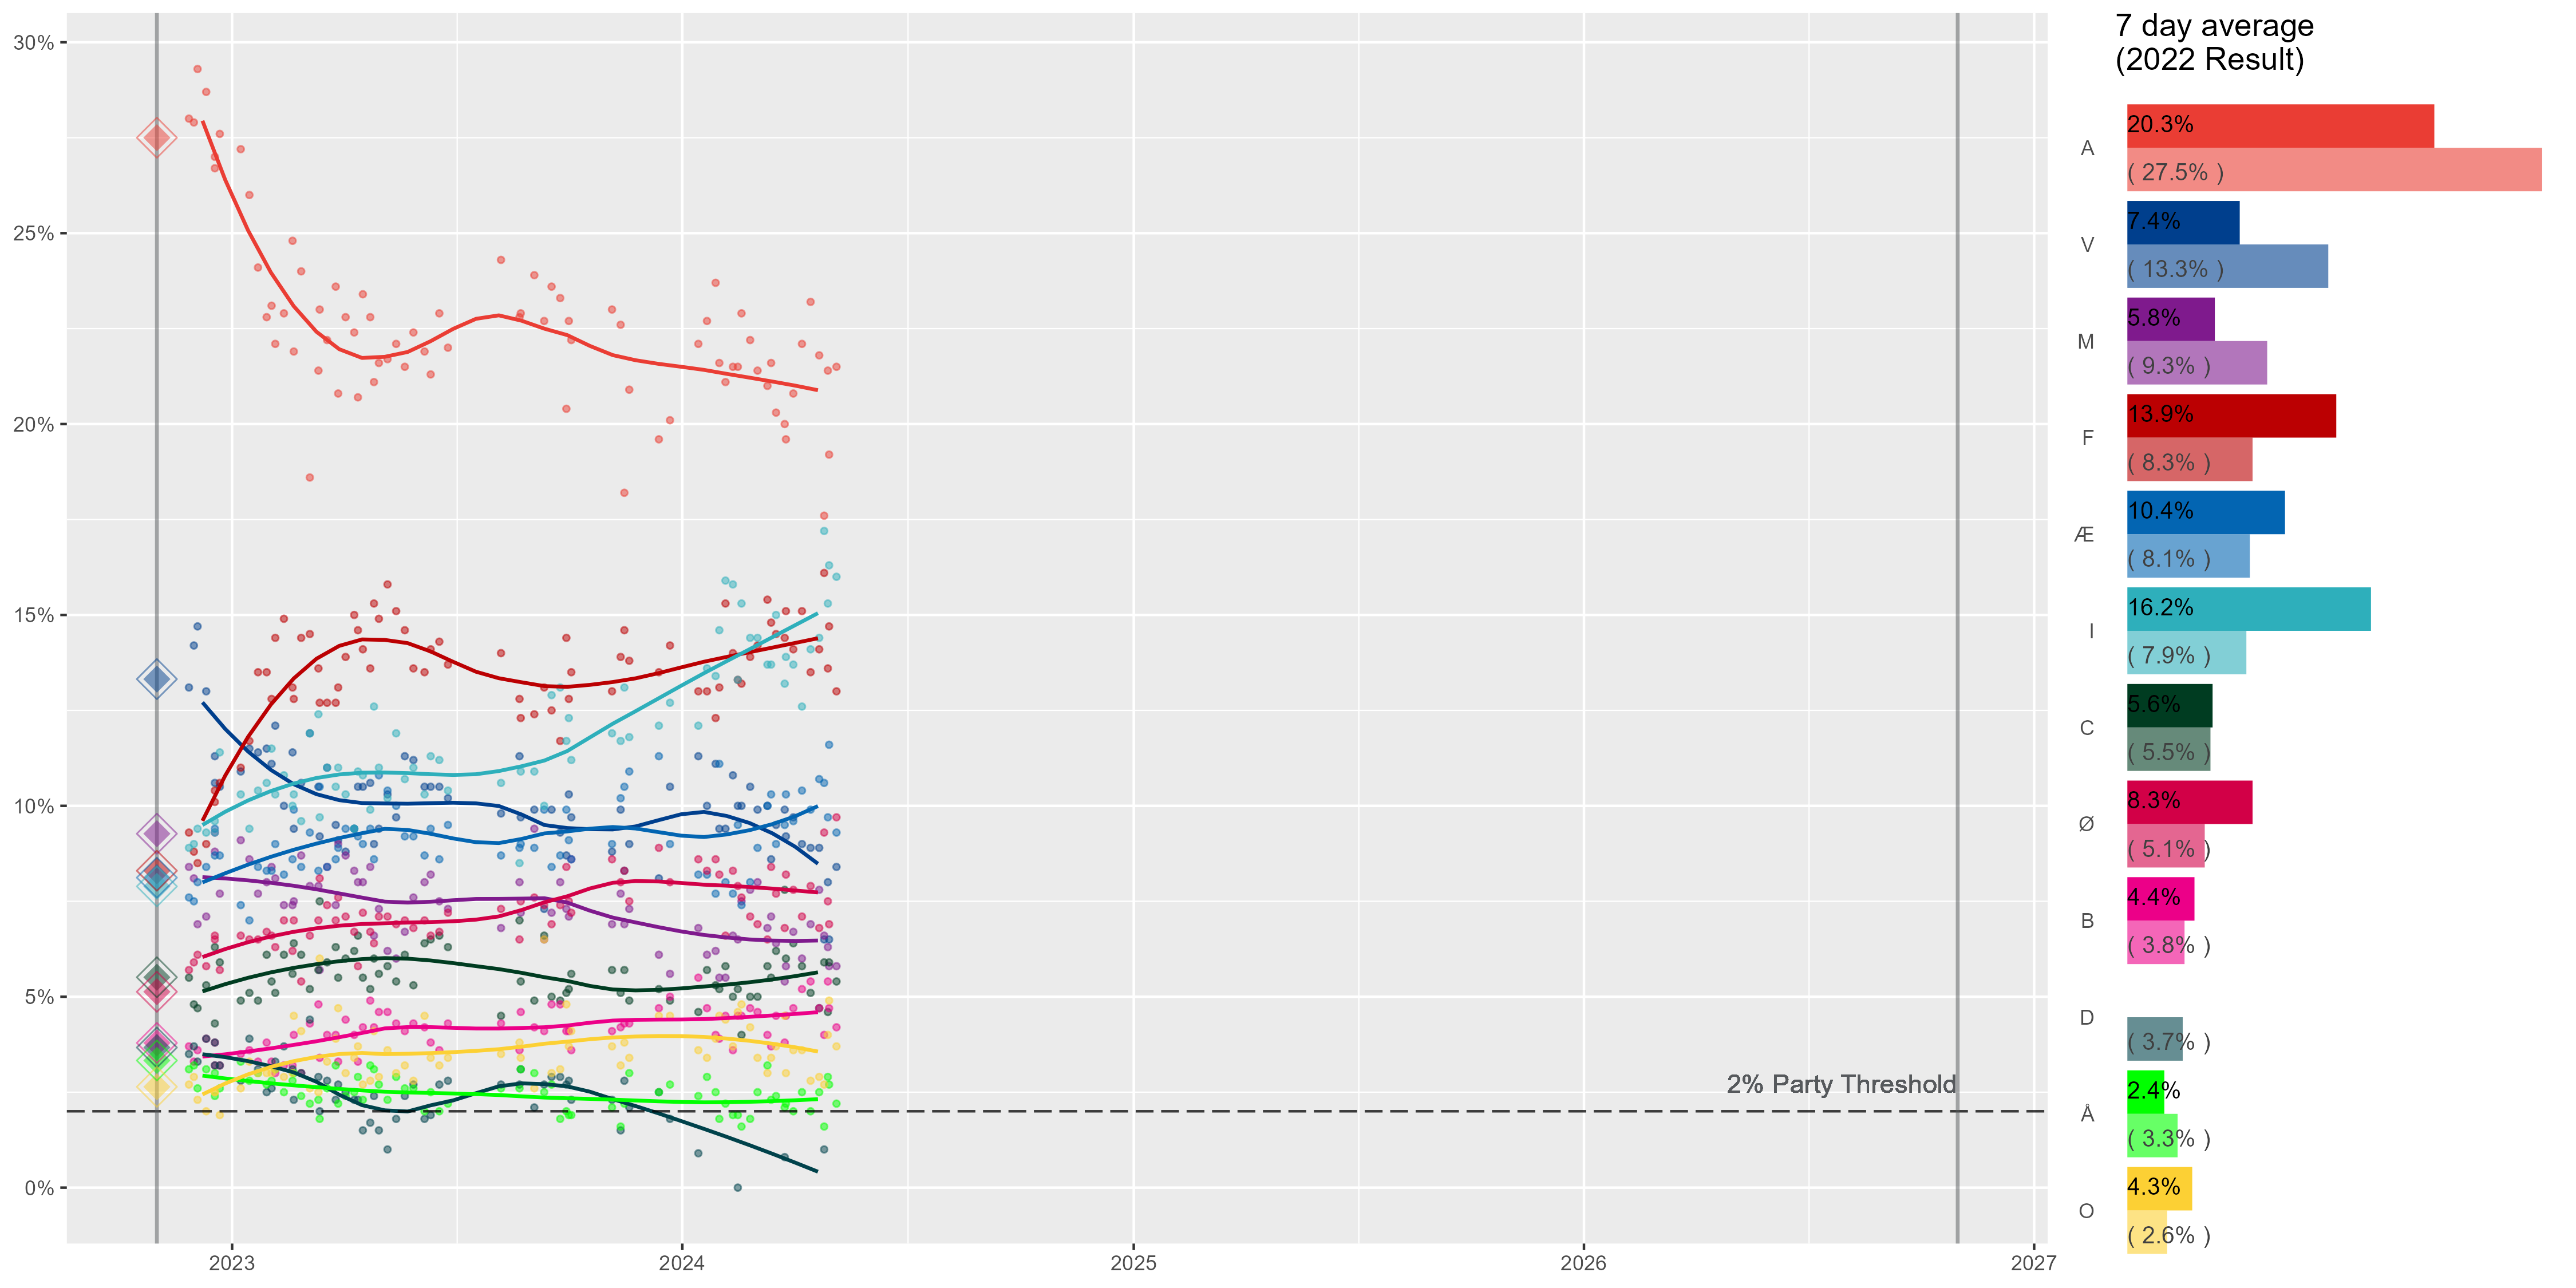 30%
25%
20%
15%
10%
5%
0%
2023
2024
2025
2026
2027
2% Party Threshold
7 day average
(2022 Result)
A
20.3%
( 27.5% )
V
7.4%
( 13.3% )
M
5.8%
( 9.3% )
F
13.9%
( 8.3% )
Æ
10.4%
( 8.1% )
I
16.2%
( 7.9% )
C
5.6%
( 5.5% )
Ø
8.3%
( 5.1% )
B
4.4%
( 3.8% )
D
( 3.7% )
Å
2.4%
( 3.3% )
O
4.3%
( 2.6% )